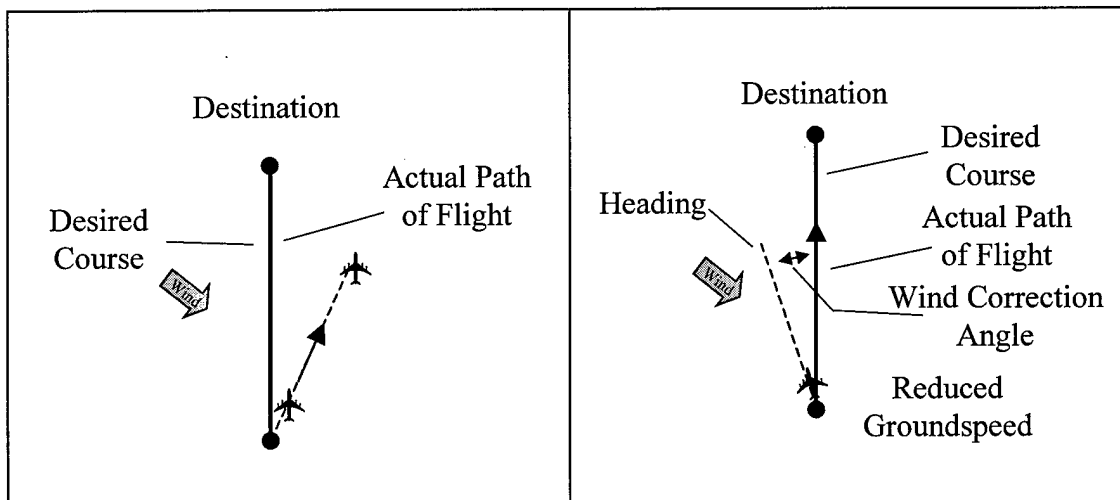 Destination
Actual Path
of Flight
Desired
Course
Wind
Destination
Desired
Course
Heading
Actual Path
of Flight
Wind
Wind Correction
Angle
Reduced
Groundspeed